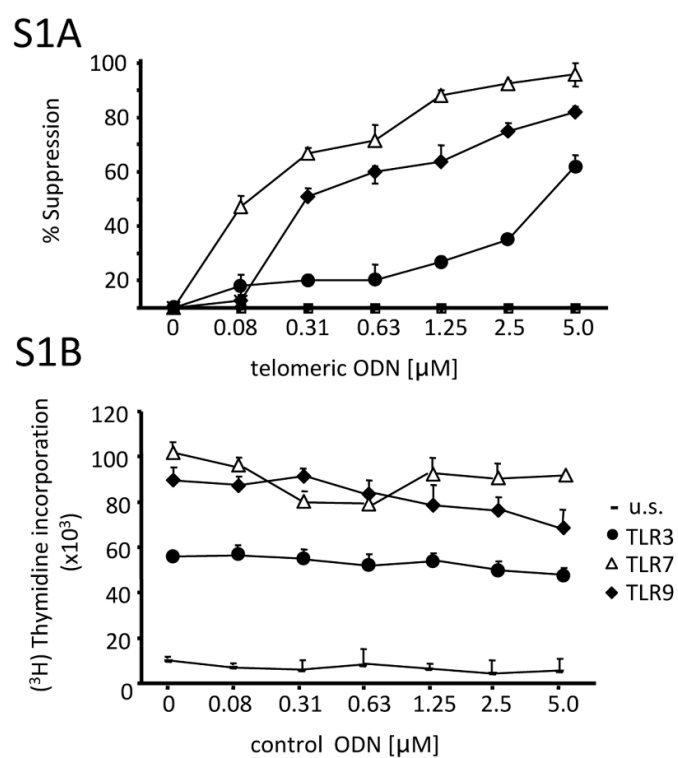 S1A
100
80
60
40
20
% Suppression
0 0.08 0.31 0.63 1.25 2.5 5.0
telomeric ODN [µM]
S1B
120
100
80
60
40
20
0
(³H) Thymidine incorporation
(x10³)
- u.s.
TLR3
TLR7
TLR9
0 0.08 0.31 0.63 1.25 2.5 5.0
control ODN [µM]